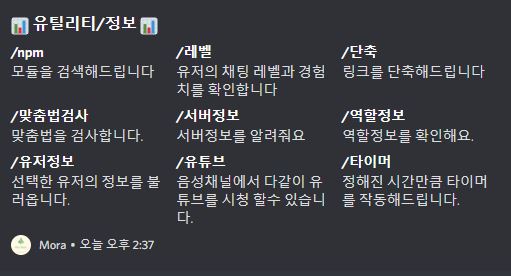 📊 유틸리티/정보 📊
/npm
모듈을 검색해드립니다
/레벨
유저의 채팅 레벨과 경험
치를 확인합니다
/단축
링크를 단축해드립니다
/맞춤법검사
맞춤법을 검사합니다.
/서버정보
서버정보를 알려줘요
/역할정보
역할정보를 확인해요.
/유저정보
선택한 유저의 정보를 불
러옵니다.
/유튜브
음성채널에서 다같이 유
튜브를 시청 할수 있습니
다.
/타이머
정해진 시간만큼 타이머
를 작동해드립니다.
Mora • 오늘 오후 2:37